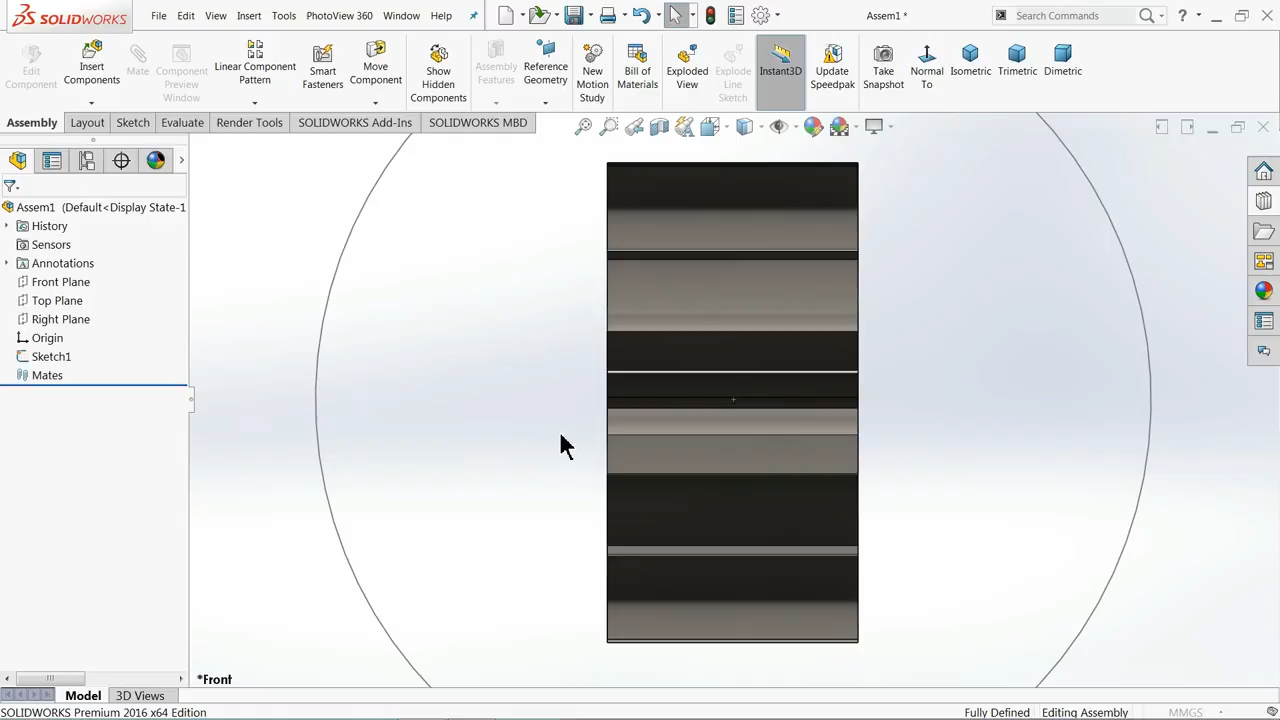 SOLIDWORKS
File Edit View Insert Tools PhotoView 360 Window Help
Assem1 *
Search Commands
Edit Component
Insert Components
Mate
Component Preview Window
Linear Component Pattern
Smart Fasteners
Move Component
Show Hidden Components
Assembly Features
Reference Geometry
New Motion Study
Bill of Materials
Exploded View
Explode Line Sketch
Instant3D
Update Speedpak
Take Snapshot
Normal To
Isometric
Trimetric
Dimetric
Assembly Layout Sketch Evaluate Render Tools SOLIDWORKS Add-Ins SOLIDWORKS MBD
Assem1 (Default<Display State-1
History
Sensors
Annotations
Front Plane
Top Plane
Right Plane
Origin
Sketch1
Mates
*Front
Model 3D Views
SOLIDWORKS Premium 2016 x64 Edition
Fully Defined Editing Assembly MMGS